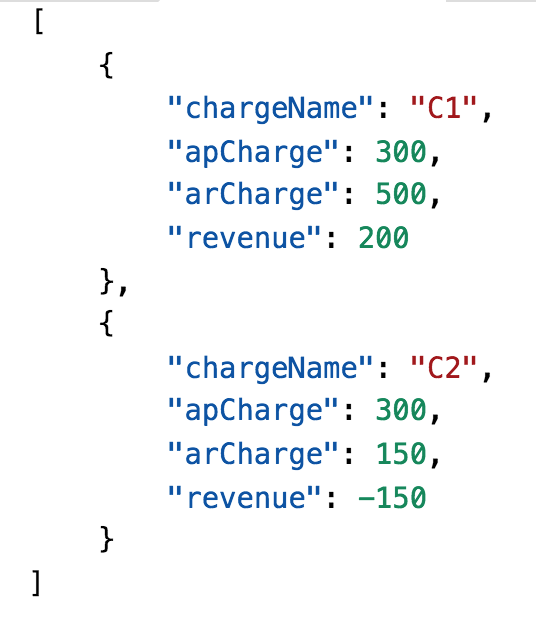 [
    {
        "chargeName": "C1",
        "apCharge": 300,
        "arCharge": 500,
        "revenue": 200
    },
    {
        "chargeName": "C2",
        "apCharge": 300,
        "arCharge": 150,
        "revenue": -150
    }
]